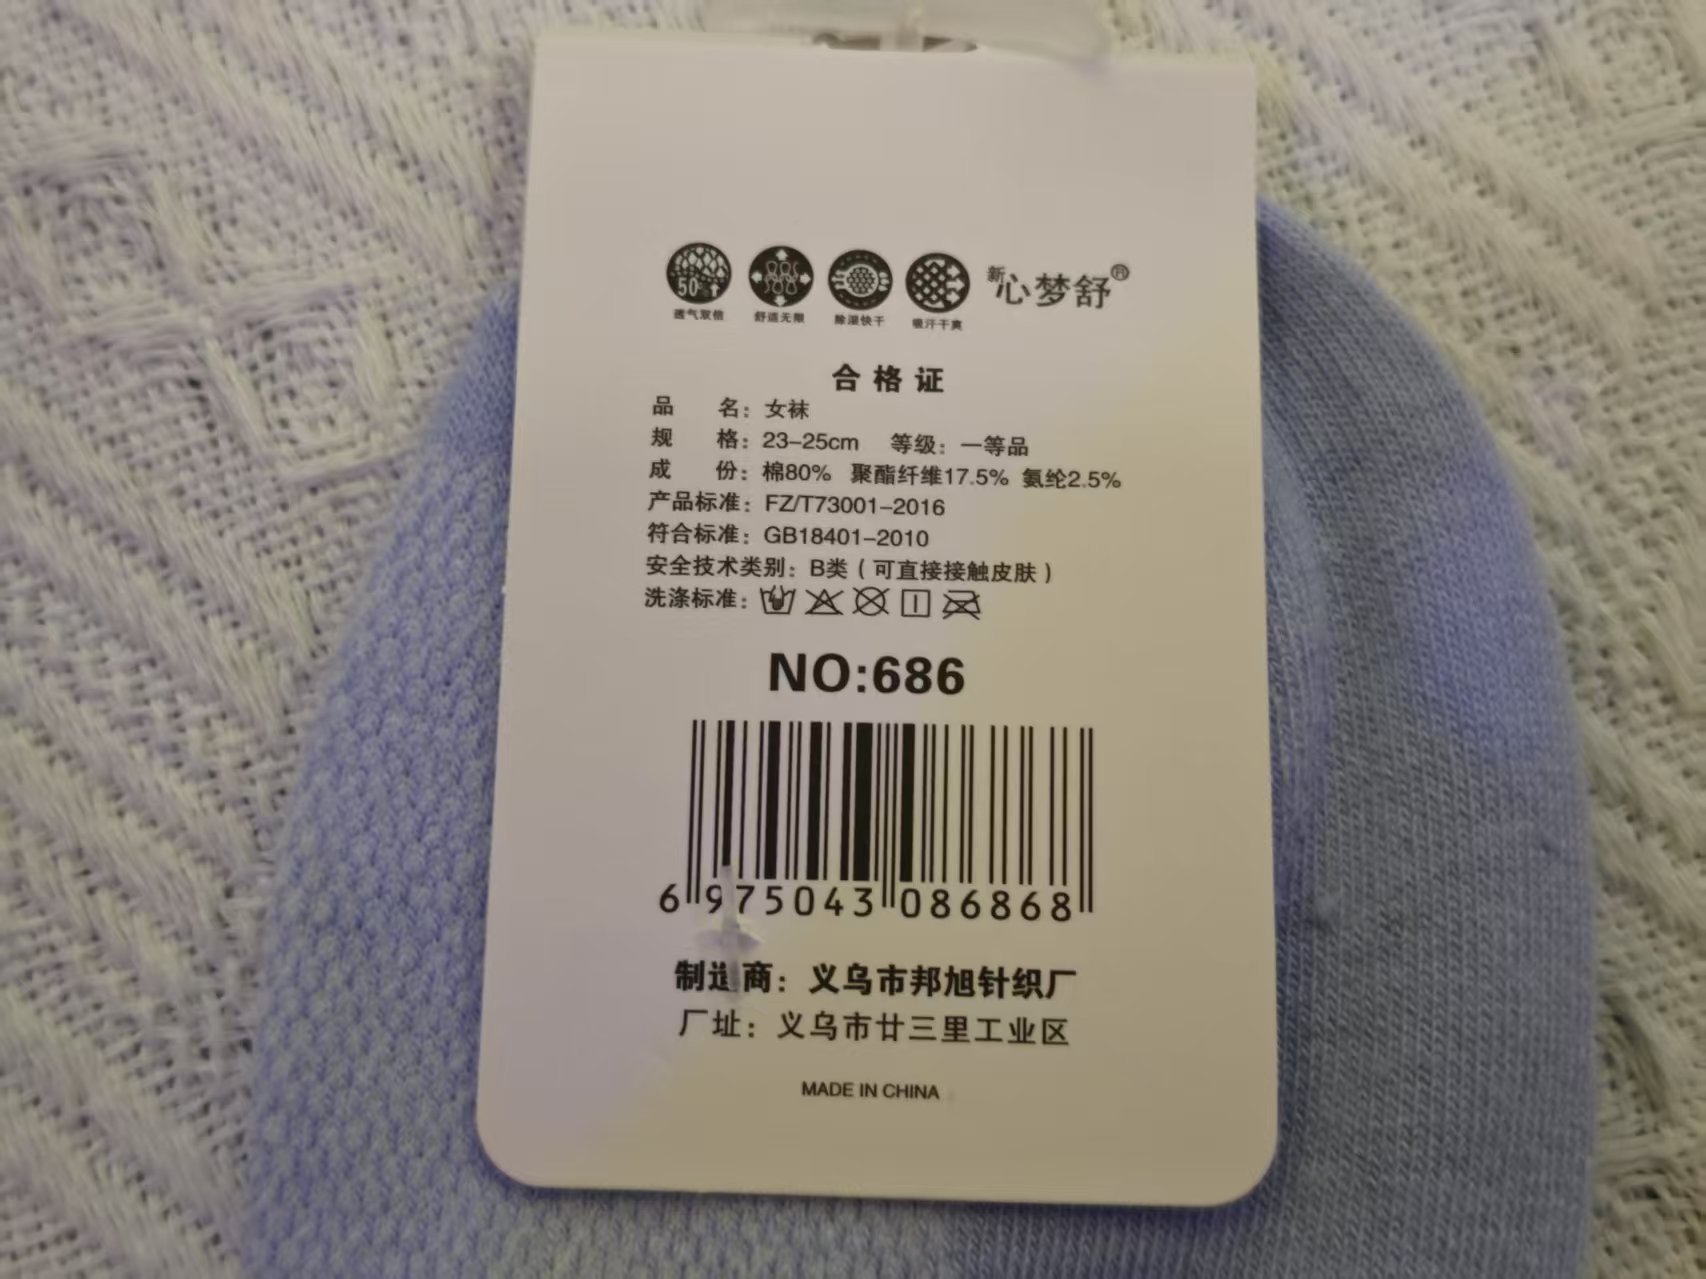 50%
透气双倍 舒适无限 除湿快干 吸汗干爽
新心梦舒®
合格证
品 名：女袜
规 格：23-25cm 等级：一等品
成 份：棉80% 聚酯纤维17.5% 氨纶2.5%
产品标准：FZ/T73001-2016
符合标准：GB18401-2010
安全技术类别：B类（可直接接触皮肤）
洗涤标准：
NO:686
6 975043 086868
制造商：义乌市邦旭针织厂
厂址：义乌市廿三里工业区
MADE IN CHINA